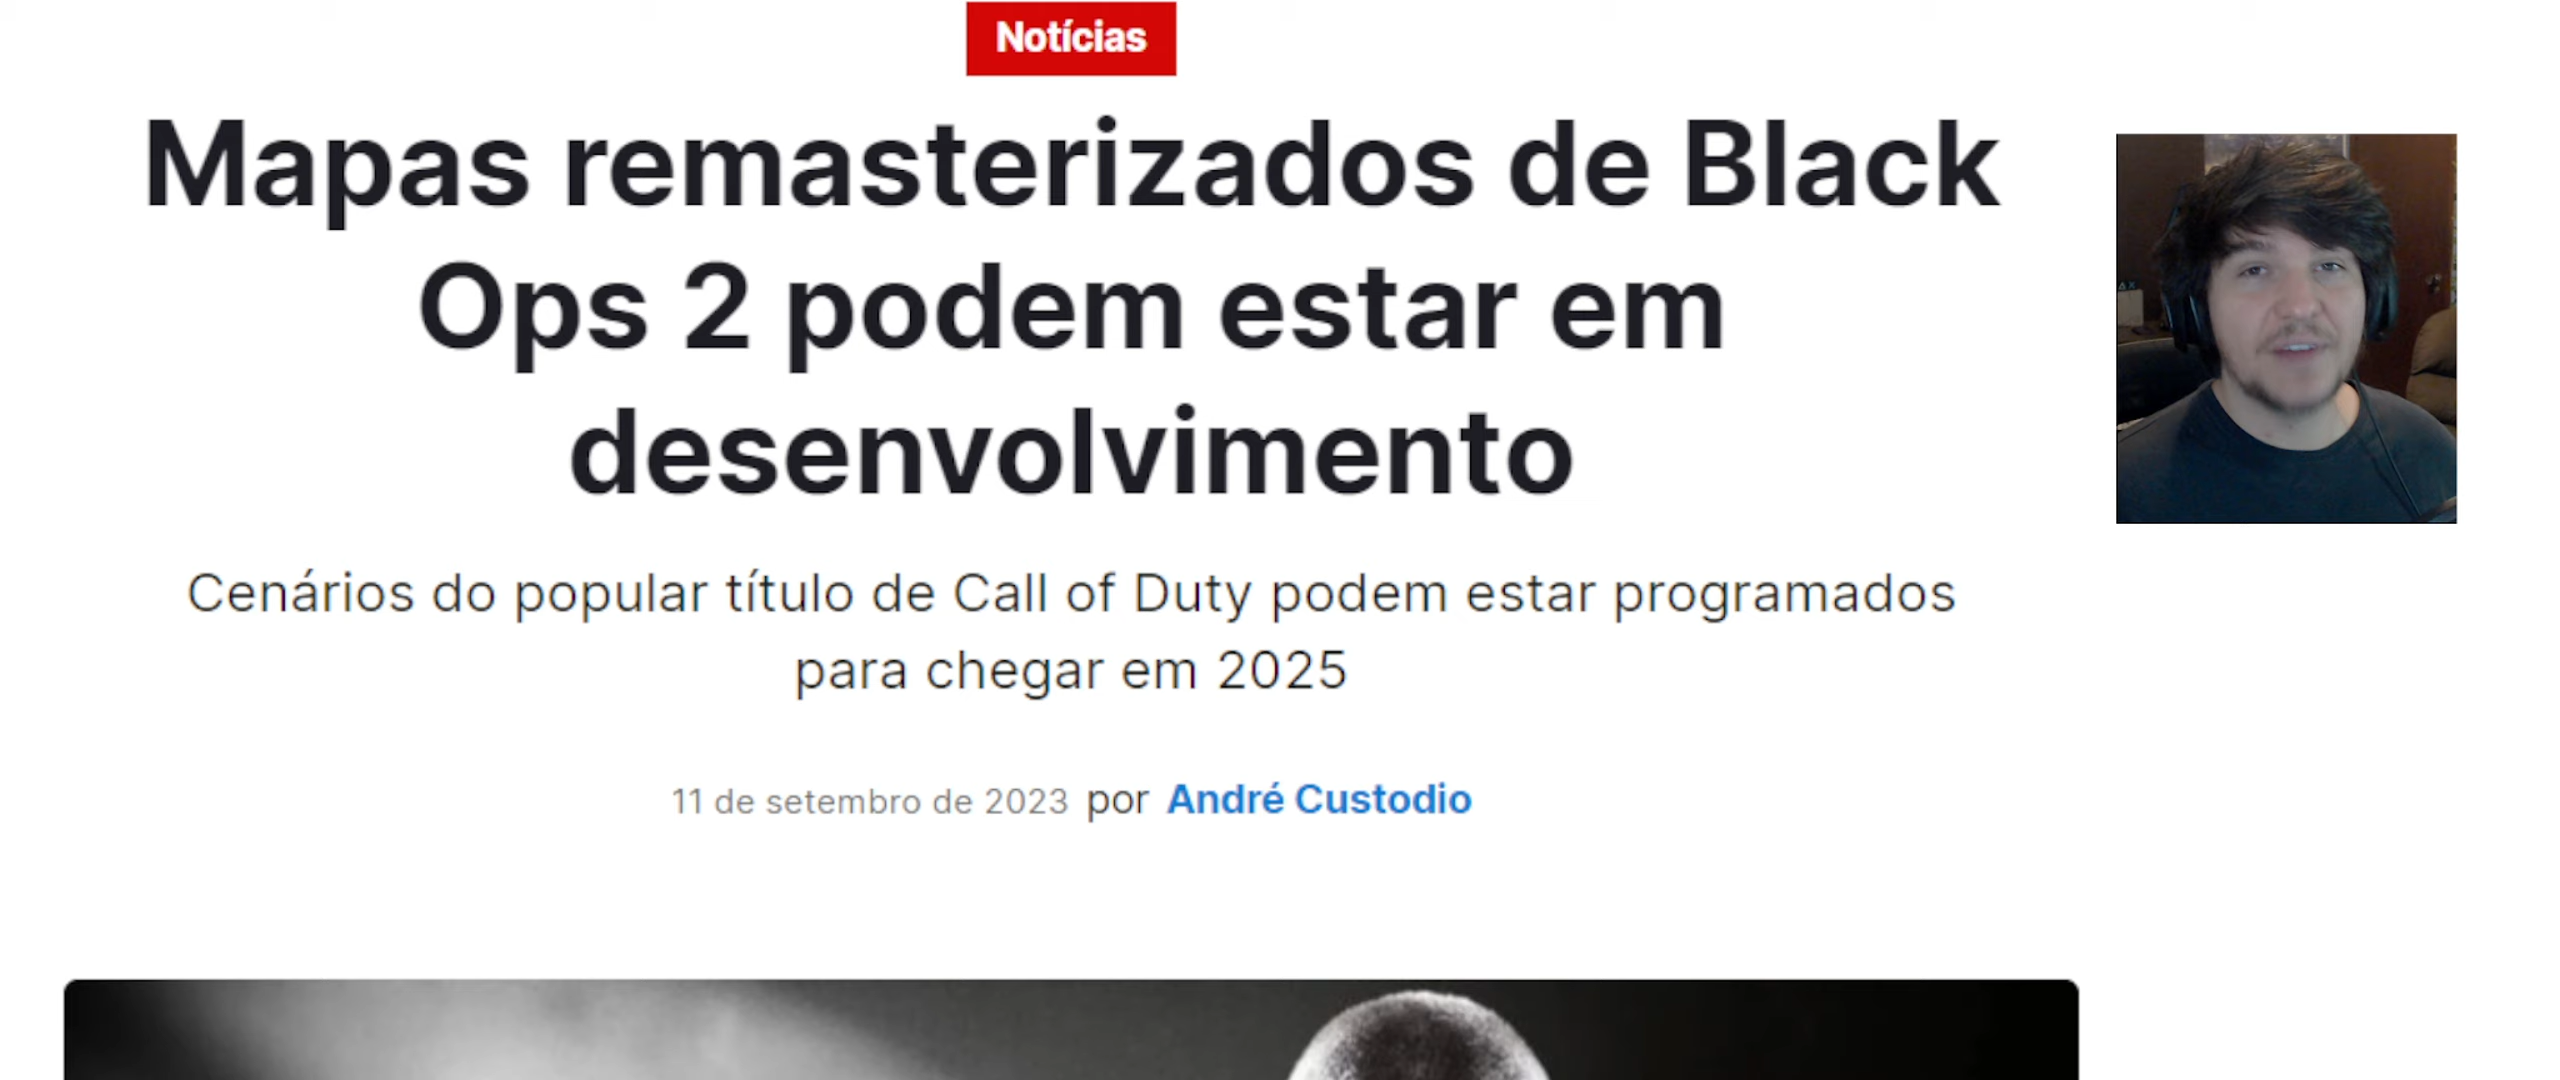 Notícias
Mapas remasterizados de Black
Ops 2 podem estar em
desenvolvimento
Cenários do popular título de Call of Duty podem estar programados
para chegar em 2025
11 de setembro de 2023 por André Custodio